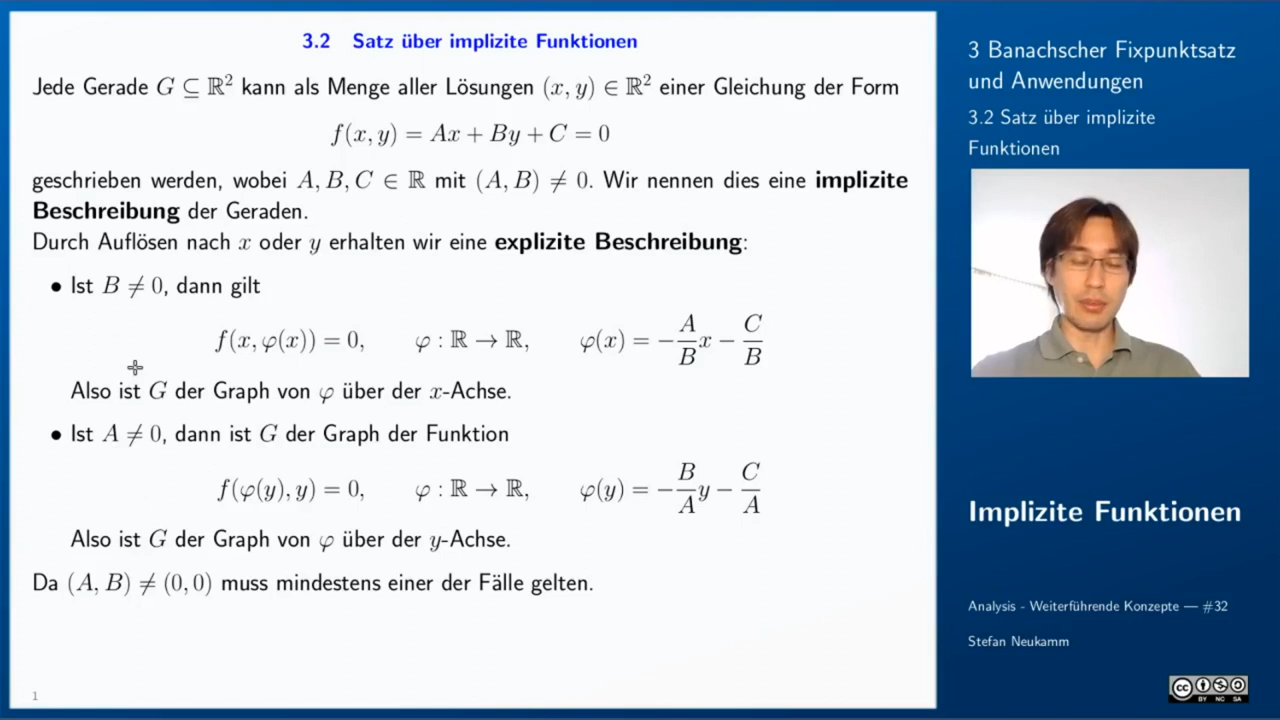 3.2 Satz über implizite Funktionen
Jede Gerade G ⊆ ℝ² kann als Menge aller Lösungen (x, y) ∈ ℝ² einer Gleichung der Form
f(x, y) = Ax + By + C = 0
geschrieben werden, wobei A, B, C ∈ ℝ mit (A, B) ≠ 0. Wir nennen dies eine implizite
Beschreibung der Geraden.
Durch Auflösen nach x oder y erhalten wir eine explizite Beschreibung:
• Ist B ≠ 0, dann gilt
f(x, φ(x)) = 0, φ : ℝ → ℝ, φ(x) = −A/B x − C/B
Also ist G der Graph von φ über der x-Achse.
• Ist A ≠ 0, dann ist G der Graph der Funktion
f(φ(y), y) = 0, φ : ℝ → ℝ, φ(y) = −B/A y − C/A
Also ist G der Graph von φ über der y-Achse.
Da (A, B) ≠ (0, 0) muss mindestens einer der Fälle gelten.
1
3 Banachscher Fixpunktsatz
und Anwendungen
3.2 Satz über implizite
Funktionen
Implizite Funktionen
Analysis - Weiterführende Konzepte — #32
Stefan Neukamm
cc
BY NC SA